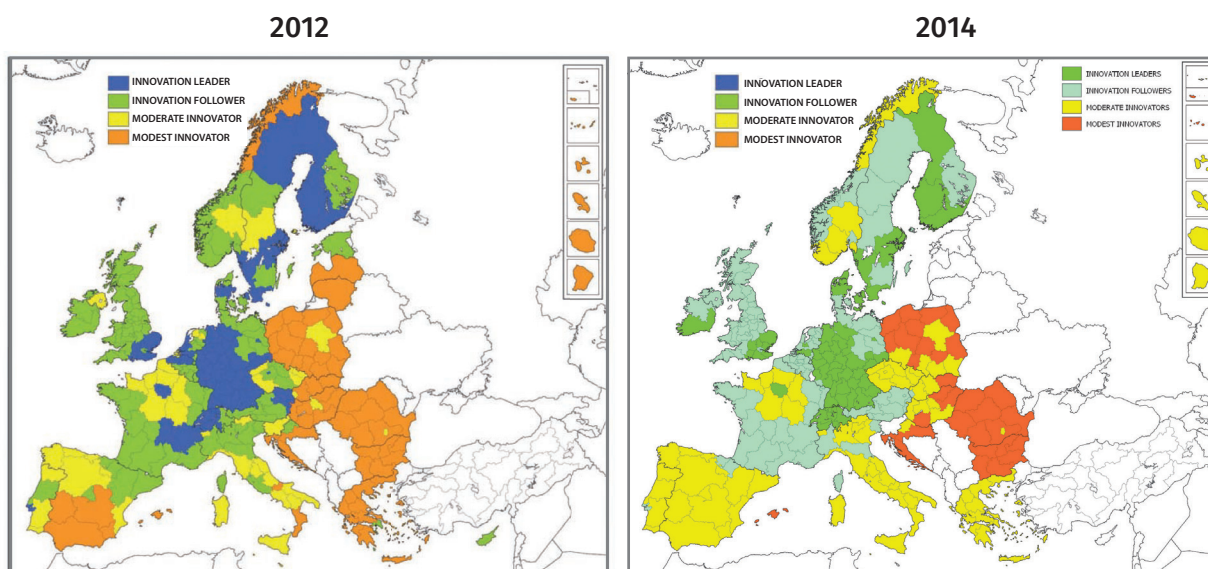 2012
2014
INNOVATION LEADER
INNOVATION FOLLOWER
MODERATE INNOVATOR
MODEST INNOVATOR
INNOVATION LEADER
INNOVATION FOLLOWER
MODERATE INNOVATOR
MODEST INNOVATOR
INNOVATION LEADERS
INNOVATION FOLLOWERS
MODERATE INNOVATORS
MODEST INNOVATORS